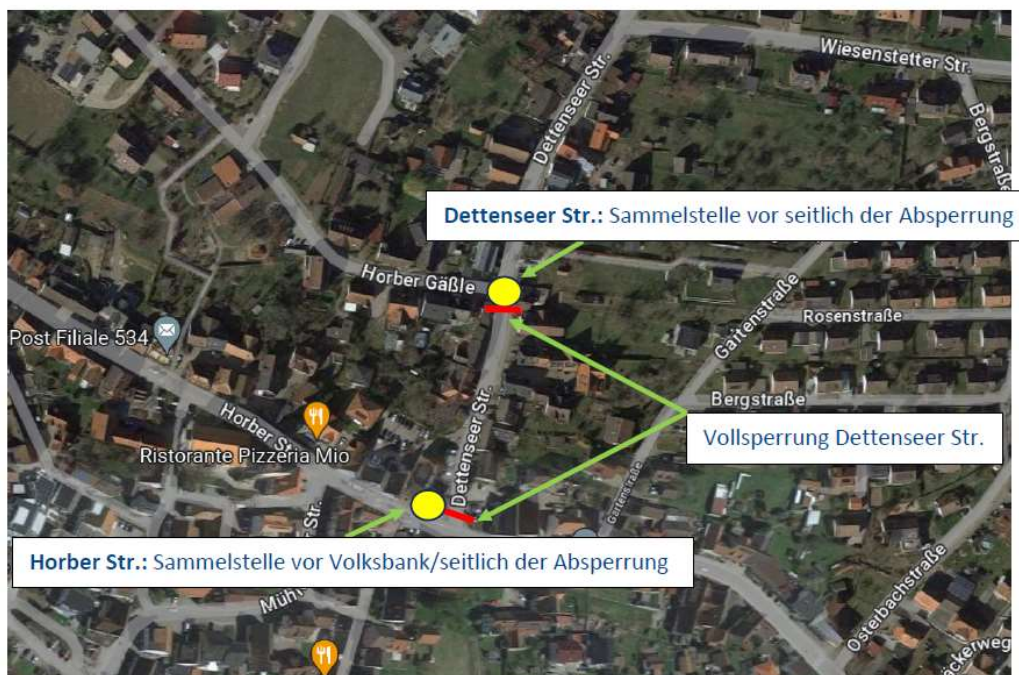 Wiesenstetter Str.
Dettenseer Str.
Bergstraße
Dettenseer Str.: Sammelstelle vor seitlich der Absperrung
Horber Gäßle
Gaitenstraße
Rosenstraße
Post Filiale 534
Bergstraße
Horber St
Dettenseer Str.
Vollsperrung Dettenseer Str.
Ristorante Pizzeria Mio
Gartenstraße
Str.
Horber Str.: Sammelstelle vor Volksbank/seitlich der Absperrung
Osterbachstraße
Mühl
äckerweg